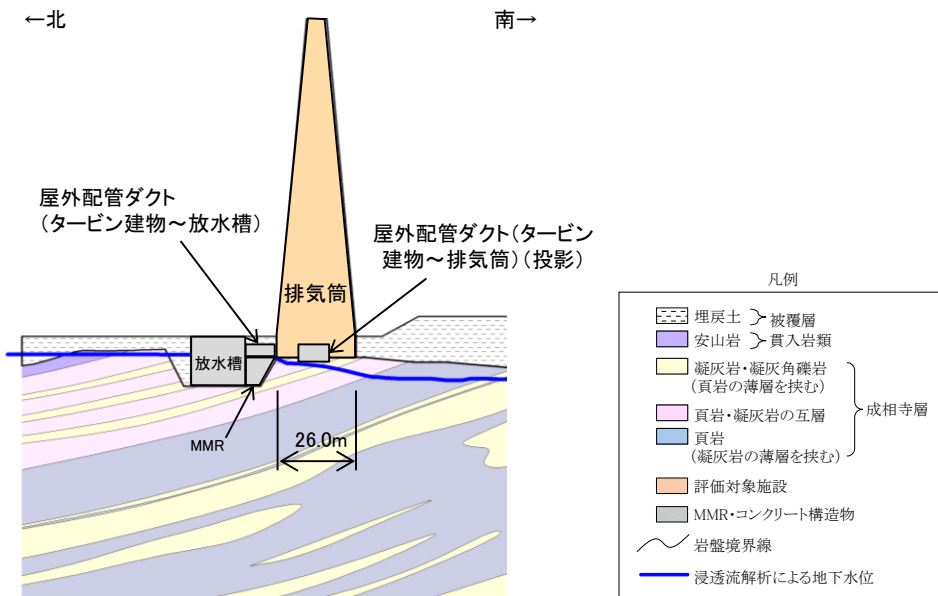 ←北
南→
屋外配管ダクト
(タービン建物～放水槽)
屋外配管ダクト(タービン
建物～排気筒)(投影)
排気筒
放水槽
MMR
26.0m
凡例
埋戻土
被覆層
安山岩
貫入岩類
凝灰岩・凝灰角礫岩
(頁岩の薄層を挟む)
頁岩・凝灰岩の互層
成相寺層
頁岩
(凝灰岩の薄層を挟む)
評価対象施設
MMR・コンクリート構造物
岩盤境界線
浸透流解析による地下水位